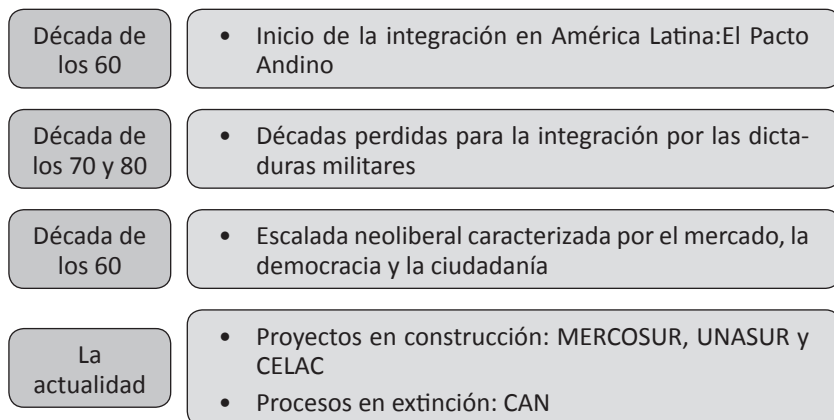 Década de
los 60
• Inicio de la integración en América Latina:El Pacto
Andino
Década de
los 70 y 80
• Décadas perdidas para la integración por las dicta-
duras militares
Década de
los 60
• Escalada neoliberal caracterizada por el mercado, la
democracia y la ciudadanía
La
actualidad
• Proyectos en construcción: MERCOSUR, UNASUR y
CELAC
• Procesos en extinción: CAN